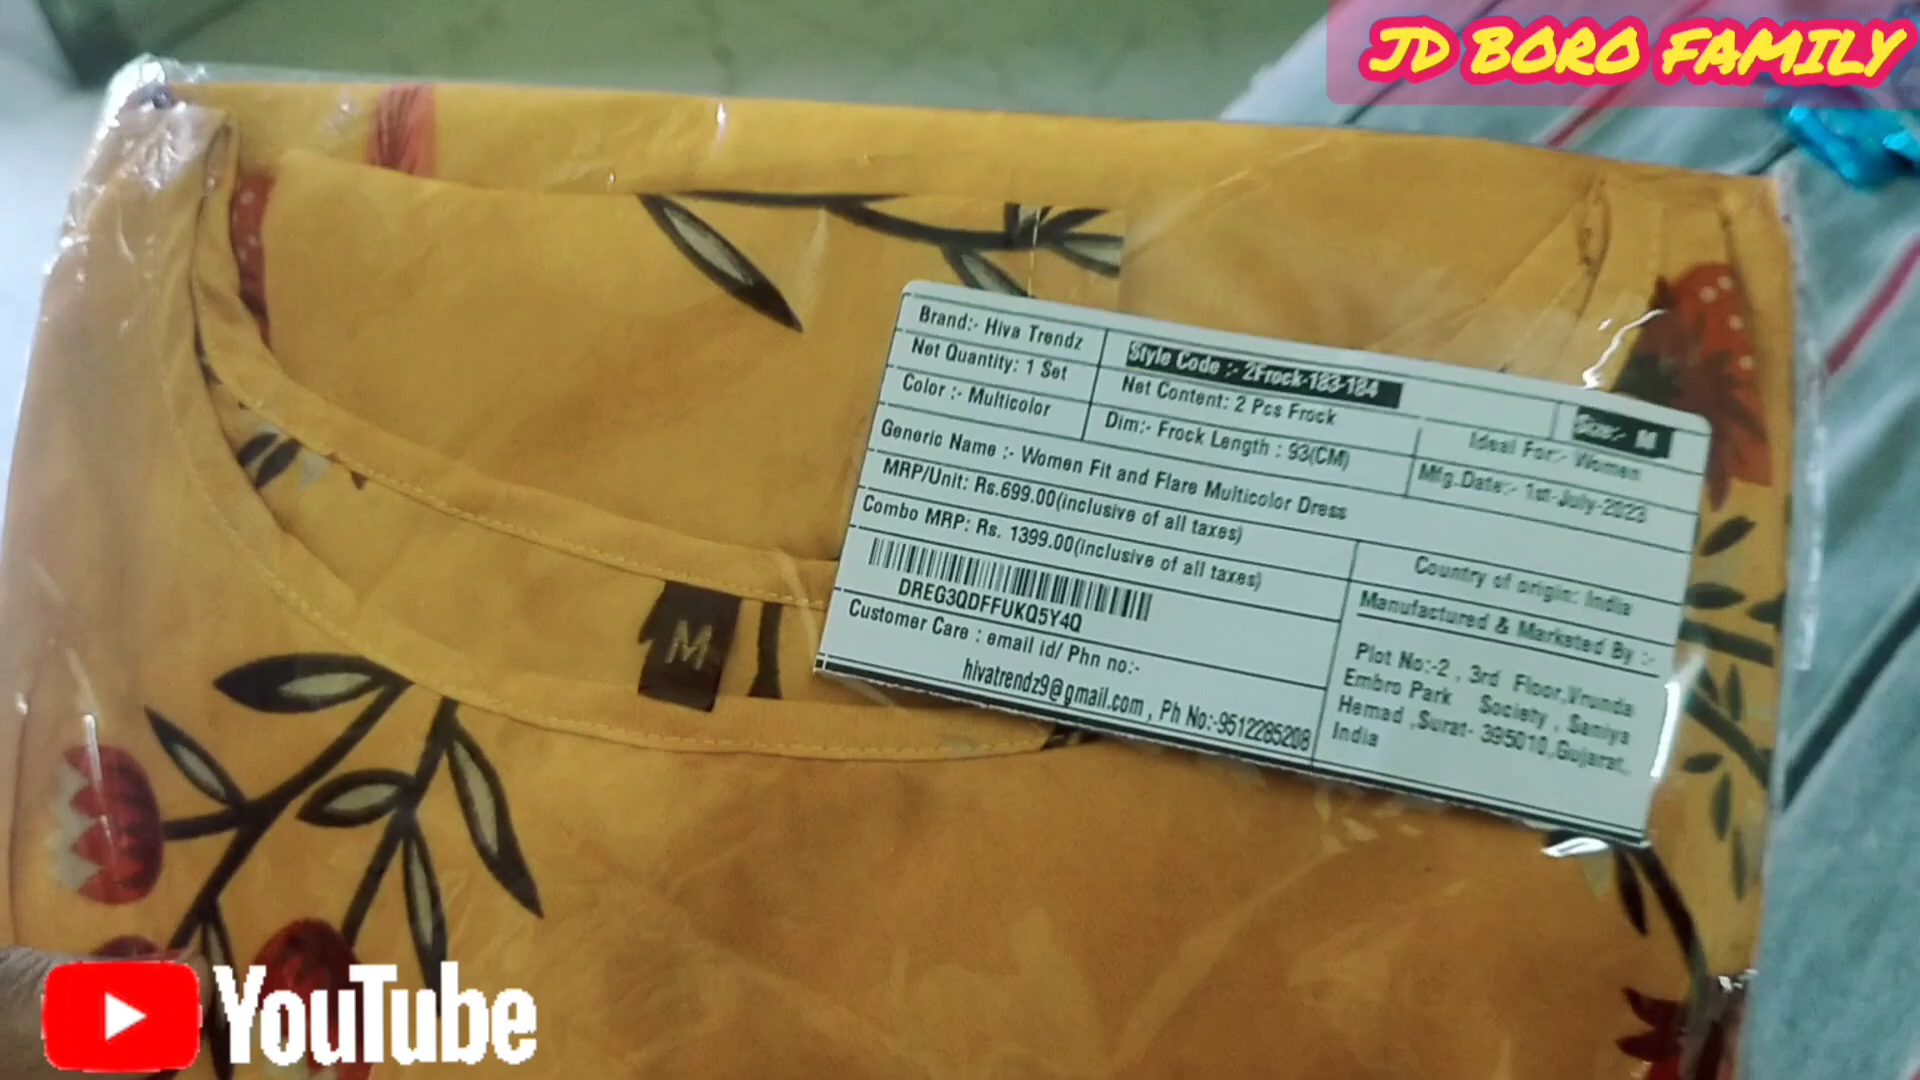 JD BORO FAMILY
Brand:- Hiva Trendz
Style Code :- 2Frock-183-184
Size:- M
Net Quantity: 1 Set
Net Content: 2 Pcs Frock
Ideal For:- Women
Color :- Multicolor
Dim:- Frock Length : 93(CM)
Mfg.Date:- 1st-July-2023
Generic Name :- Women Fit and Flare Multicolor Dress
MRP/Unit: Rs.699.00(inclusive of all taxes)
Country of origin: India
Combo MRP: Rs. 1399.00(inclusive of all taxes)
Manufactured & Marketed By :-
DREG3QDFFUKQ5Y4Q
Customer Care : email id/ Phn no:-
hivatrendz9@gmail.com , Ph No:-9512285208
Plot No:-2 , 3rd Floor,Vrunda
Embro Park Society , Saniya
Hemad ,Surat- 395010,Gujarat,
India
M
YouTube